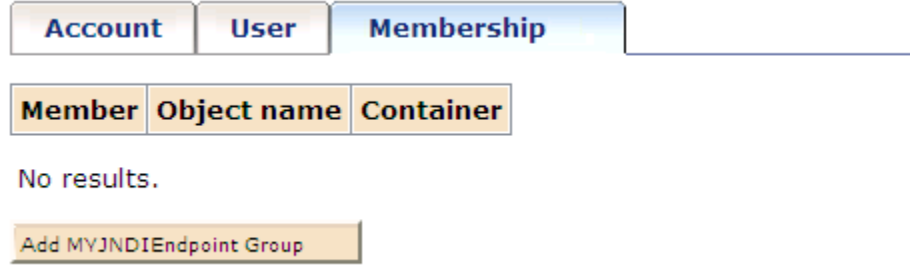 Account User Membership
Member Object name Container
No results.
Add MYJNDIEndpoint Group